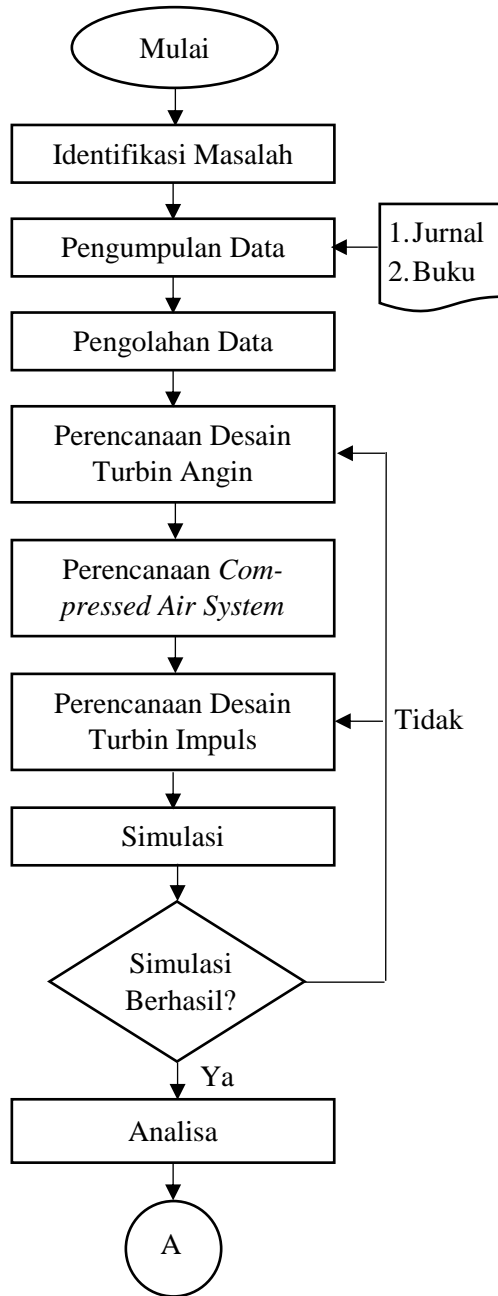 Mulai
Identifikasi Masalah
Pengumpulan Data
1. Jurnal
2. Buku
Pengolahan Data
Perencanaan Desain
Turbin Angin
Perencanaan Com-
pressed Air System
Perencanaan Desain
Turbin Impuls
Tidak
Simulasi
Simulasi
Berhasil?
Ya
Analisa
A